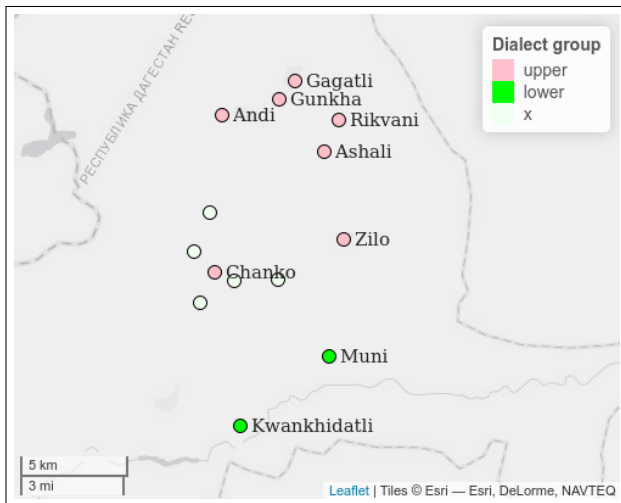 РЕСПУБЛИКА ДАГЕСТАН RES
Dialect group
upper
lower
x
Gagatli
Gunkha
Andi
Rikvani
Ashali
Zilo
Chanko
Muni
Kwankhidatli
5 km
3 mi
Leaflet | Tiles © Esri — Esri, DeLorme, NAVTEQ